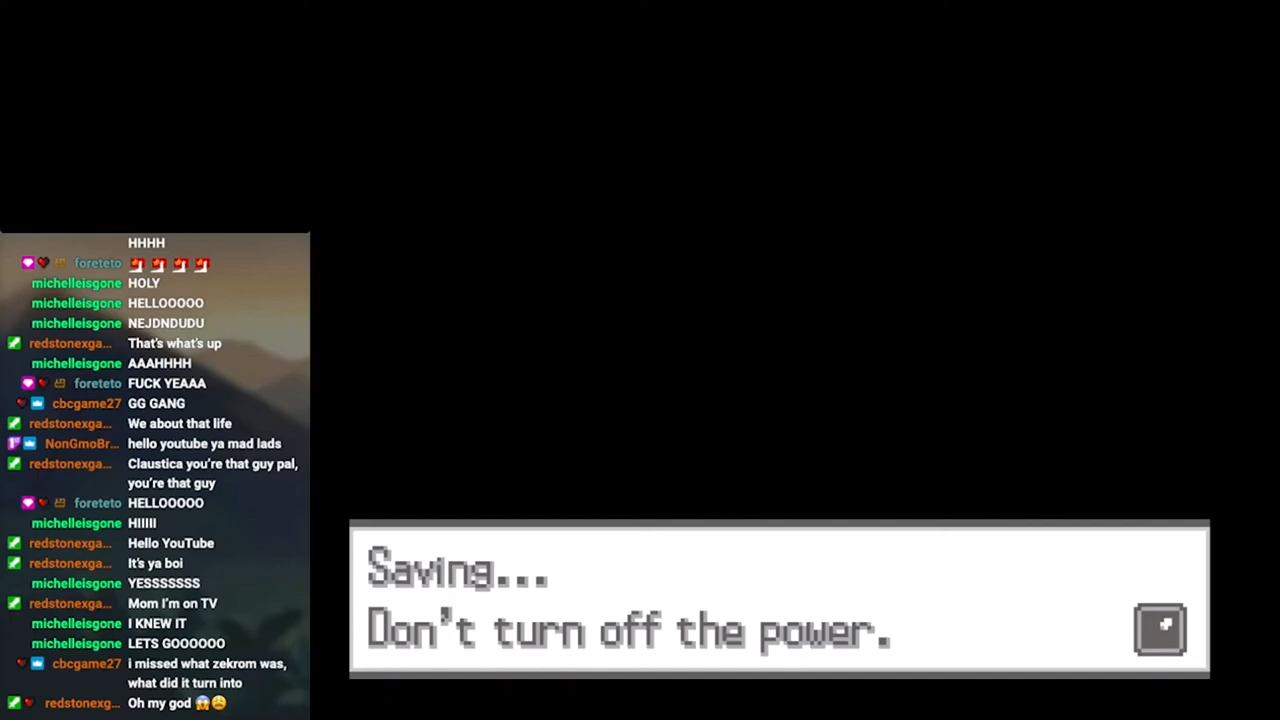 HHHH
foreteto
michelleisgone HOLY
michelleisgone HELLOOOOO
michelleisgone NEJDNDUDU
redstonexga... That's what's up
michelleisgone AAAHHHH
foreteto FUCK YEAAA
cbcgame27 GG GANG
redstonexga... We about that life
NonGmoBr... hello youtube ya mad lads
redstonexga... Claustica you're that guy pal,
you're that guy
foreteto HELLOOOOO
michelleisgone HIIIII
redstonexga... Hello YouTube
redstonexga... It's ya boi
michelleisgone YESSSSSSS
redstonexga... Mom I'm on TV
michelleisgone I KNEW IT
michelleisgone LETS GOOOOOO
cbcgame27 i missed what zekrom was,
what did it turn into
redstonexg... Oh my god 😱😩
Saving...
Don't turn off the power.